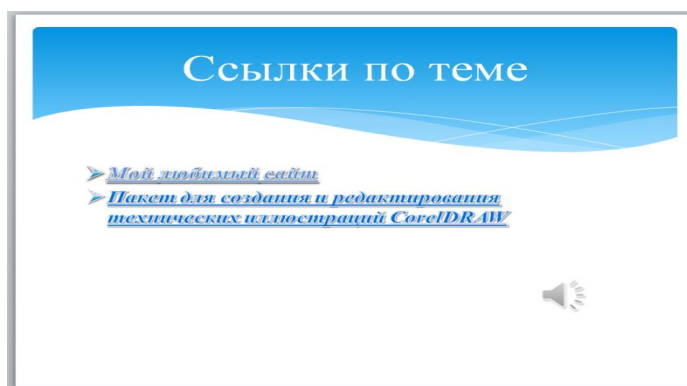 Ссылки по теме
Мой любимый сайт
Пакет для создания и редактирования
технических иллюстраций CorelDRAW